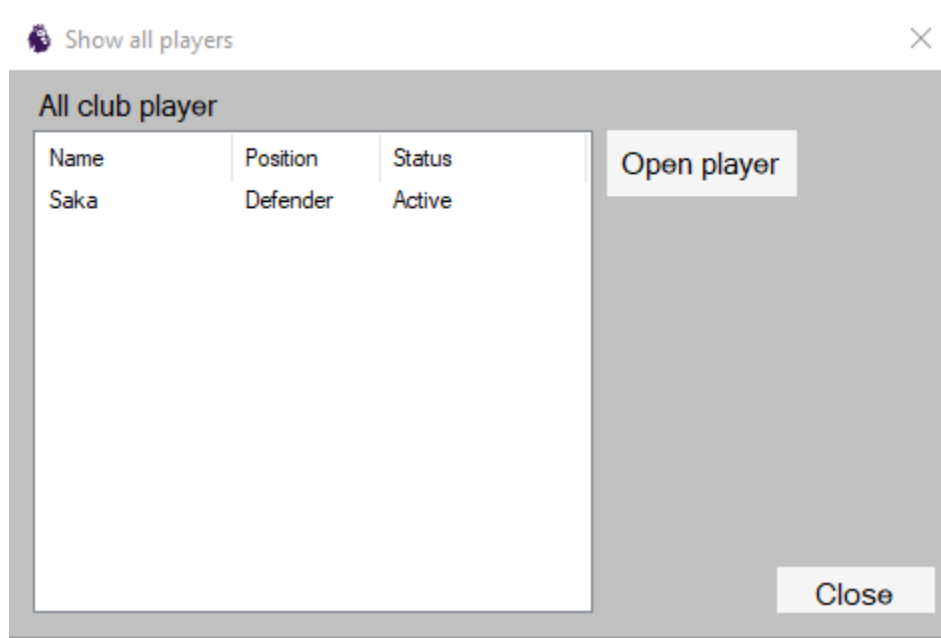 Show all players
All club player
Name Position Status
Saka Defender Active
Open player
Close